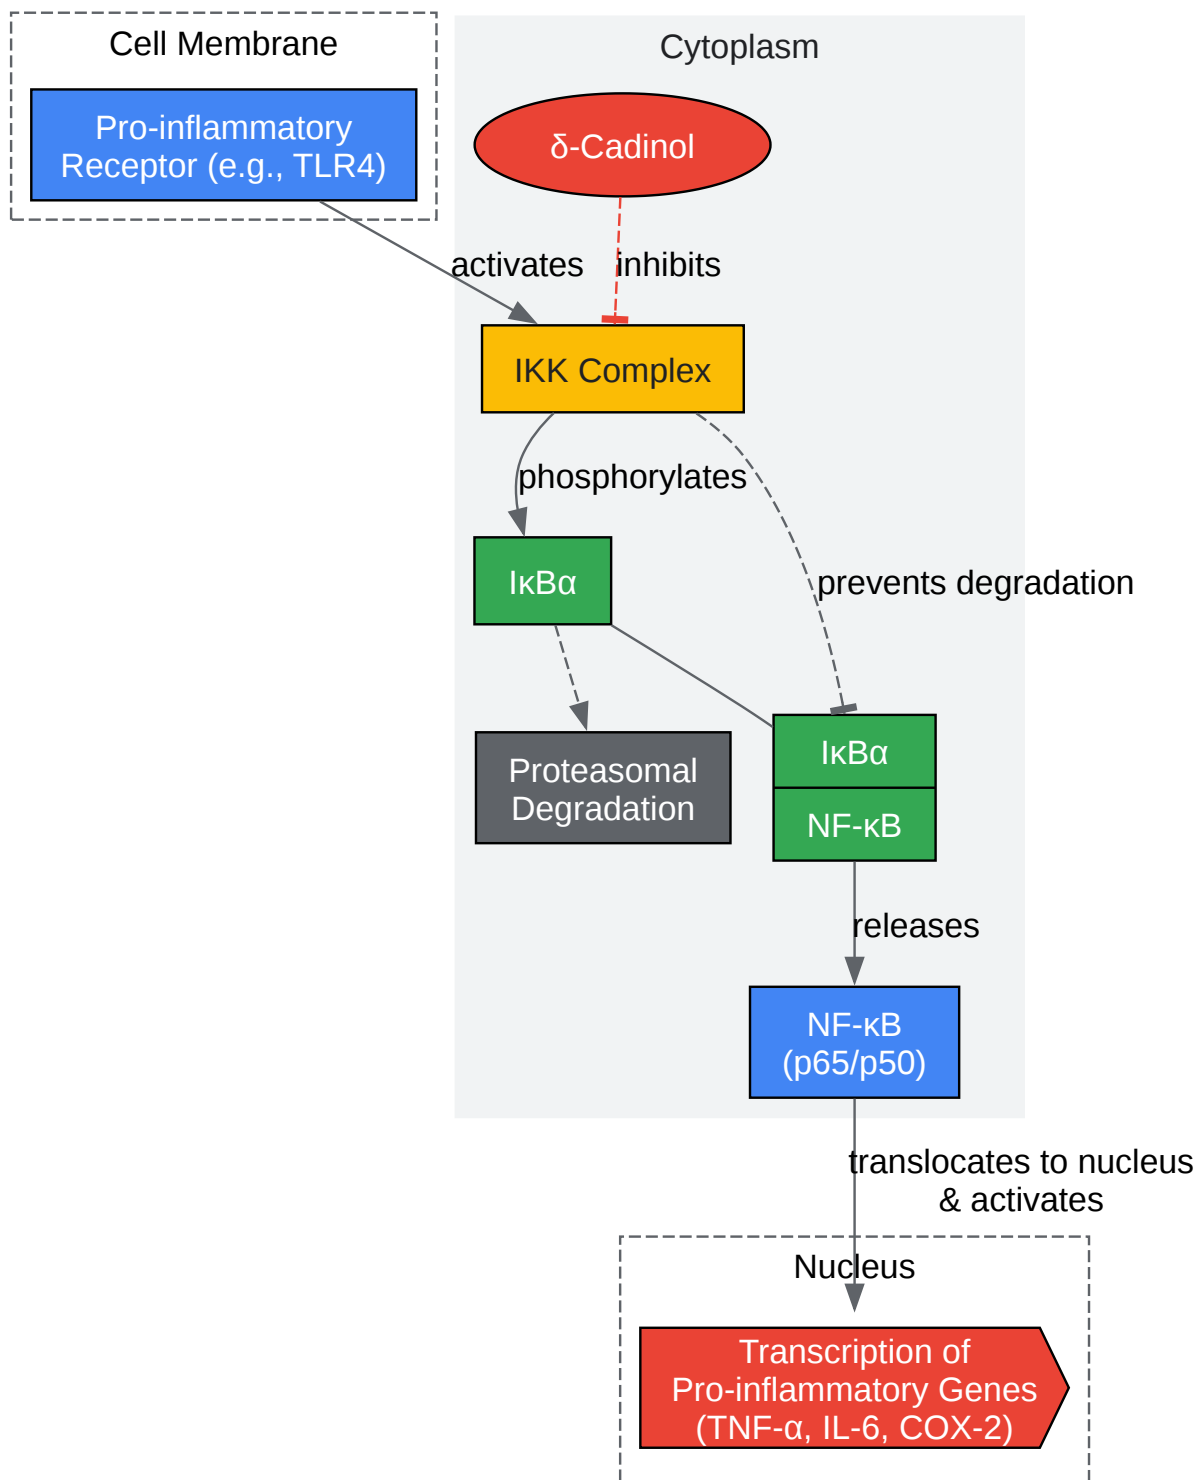 Cell Membrane
Pro-inflammatory
Receptor (e.g., TLR4)
Cytoplasm
δ-Cadinol
activates
inhibits
IKK Complex
phosphorylates
IκBα
prevents degradation
Proteasomal
Degradation
IκBα
NF-κB
releases
NF-κB
(p65/p50)
translocates to nucleus
& activates
Nucleus
Transcription of
Pro-inflammatory Genes
(TNF-α, IL-6, COX-2)